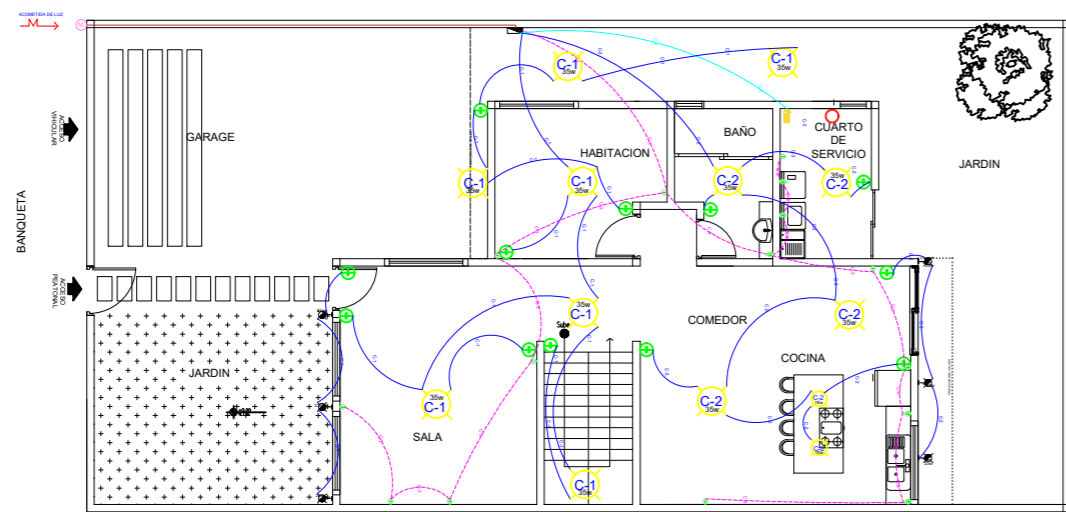 ACOMETIDA DE LUZ
M
M
C-1
35w
C-1
35w
ACCESO
VEHICULAR
GARAGE
BAÑO
CUARTO
DE
SERVICIO
HABITACION
JARDIN
C-1
35w
C-1
35w
C-2
35w
35w
C-2
BANQUETA
ACCESO
PEATONAL
35w
C-1
Sube
COMEDOR
C-2
35w
JARDIN
COCINA
35w
C-1
C-2
35w
C-2
SALA
C-1
35w